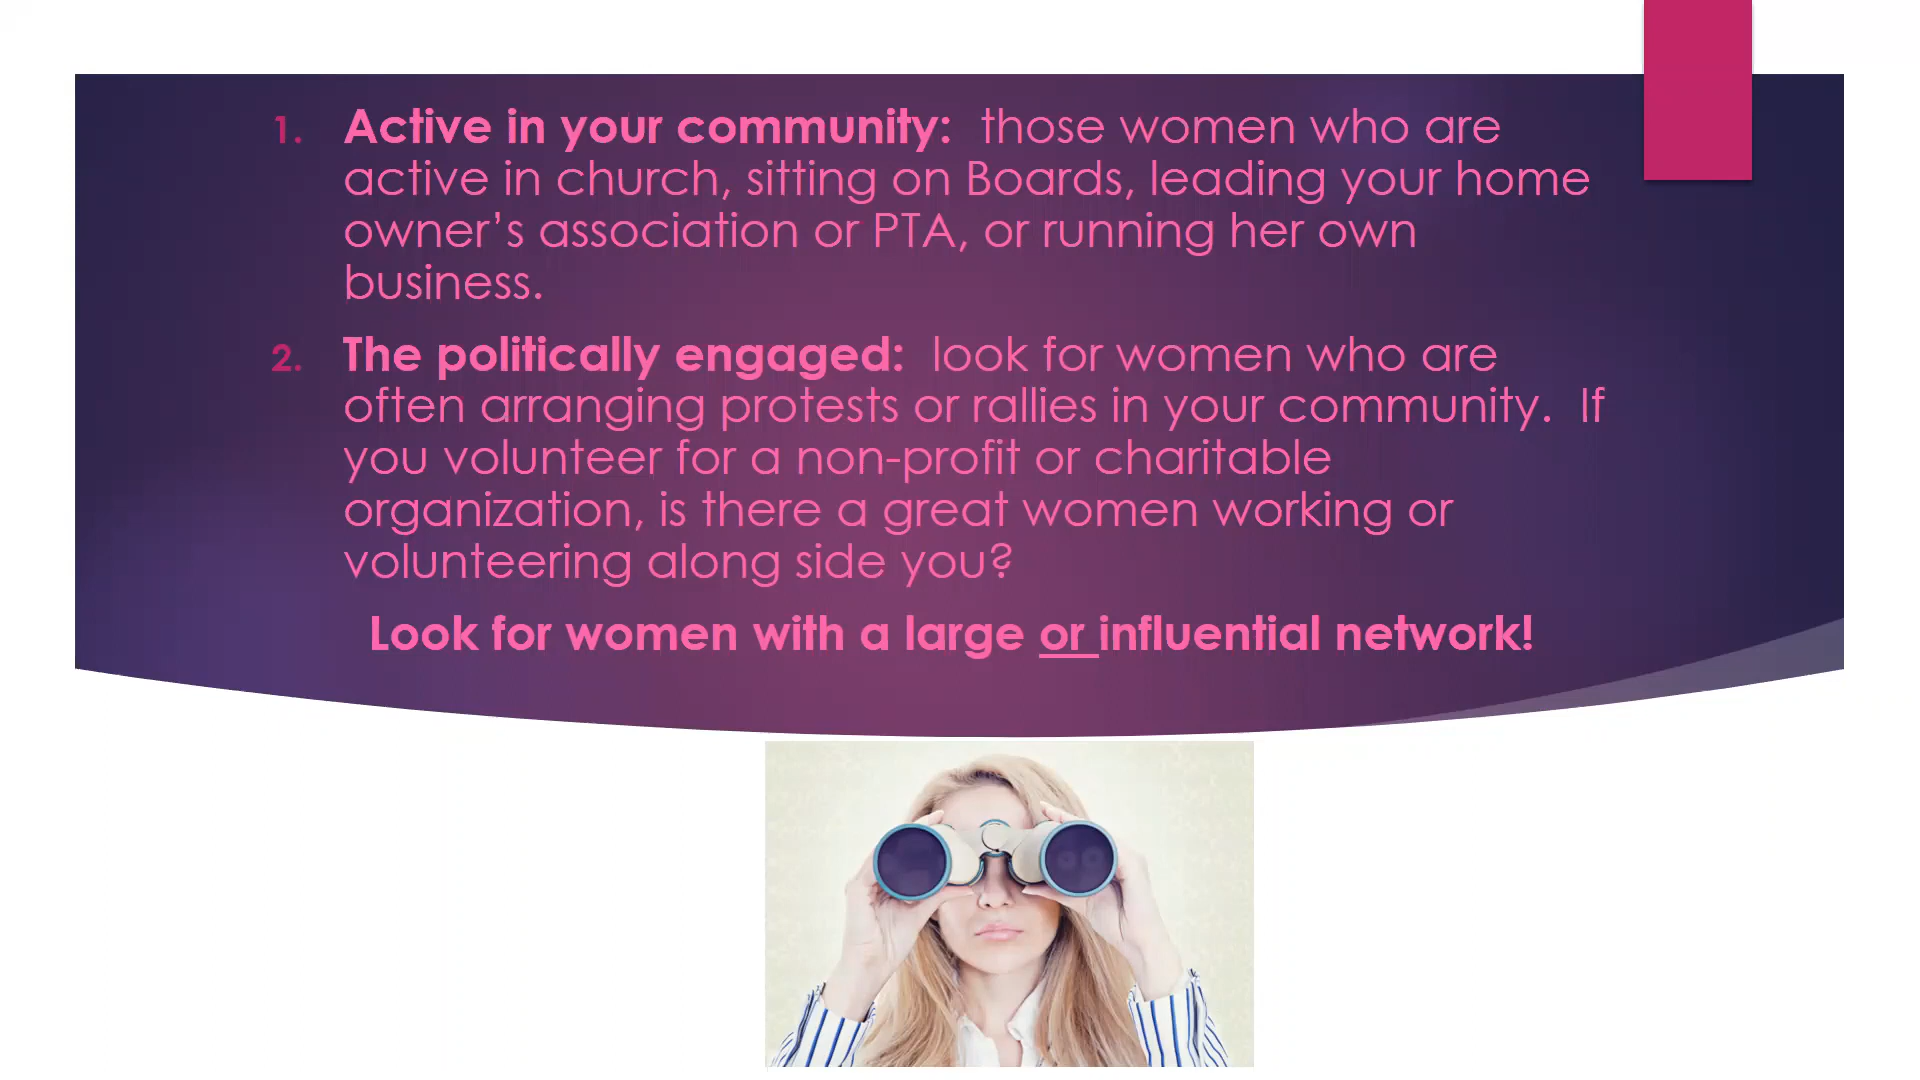 1. Active in your community:  those women who are
active in church, sitting on Boards, leading your home
owner’s association or PTA, or running her own
business.
2. The politically engaged:  look for women who are
often arranging protests or rallies in your community.  If
you volunteer for a non-profit or charitable
organization, is there a great women working or
volunteering along side you?
Look for women with a large or influential network!